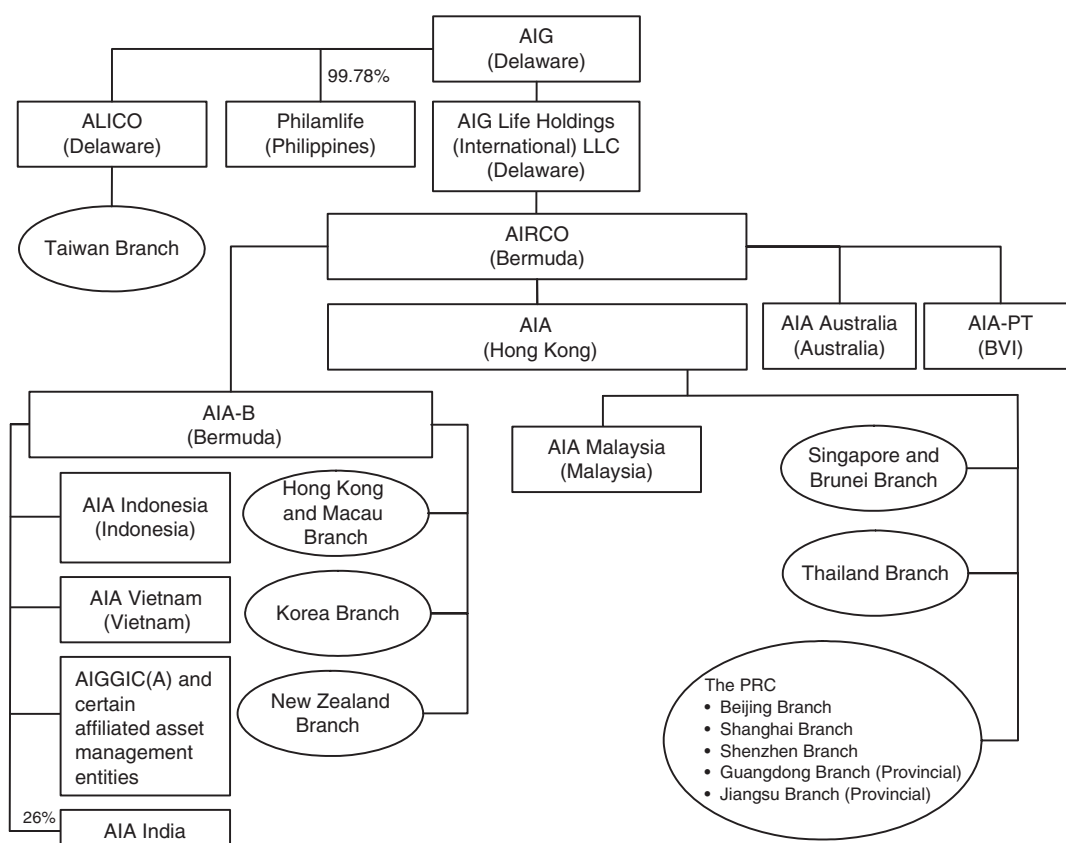 AIG
(Delaware)
99.78%
ALICO
(Delaware)
Philamlife
(Philippines)
AIG Life Holdings
(International) LLC
(Delaware)
Taiwan Branch
AIRCO
(Bermuda)
AIA
(Hong Kong)
AIA Australia
(Australia)
AIA-PT
(BVI)
AIA-B
(Bermuda)
AIA Malaysia
(Malaysia)
Singapore and
Brunei Branch
AIA Indonesia
(Indonesia)
Hong Kong
and Macau
Branch
Thailand Branch
AIA Vietnam
(Vietnam)
Korea Branch
AIGGIC(A) and
certain
affiliated asset
management
entities
New Zealand
Branch
The PRC
• Beijing Branch
• Shanghai Branch
• Shenzhen Branch
• Guangdong Branch (Provincial)
• Jiangsu Branch (Provincial)
26%
AIA India